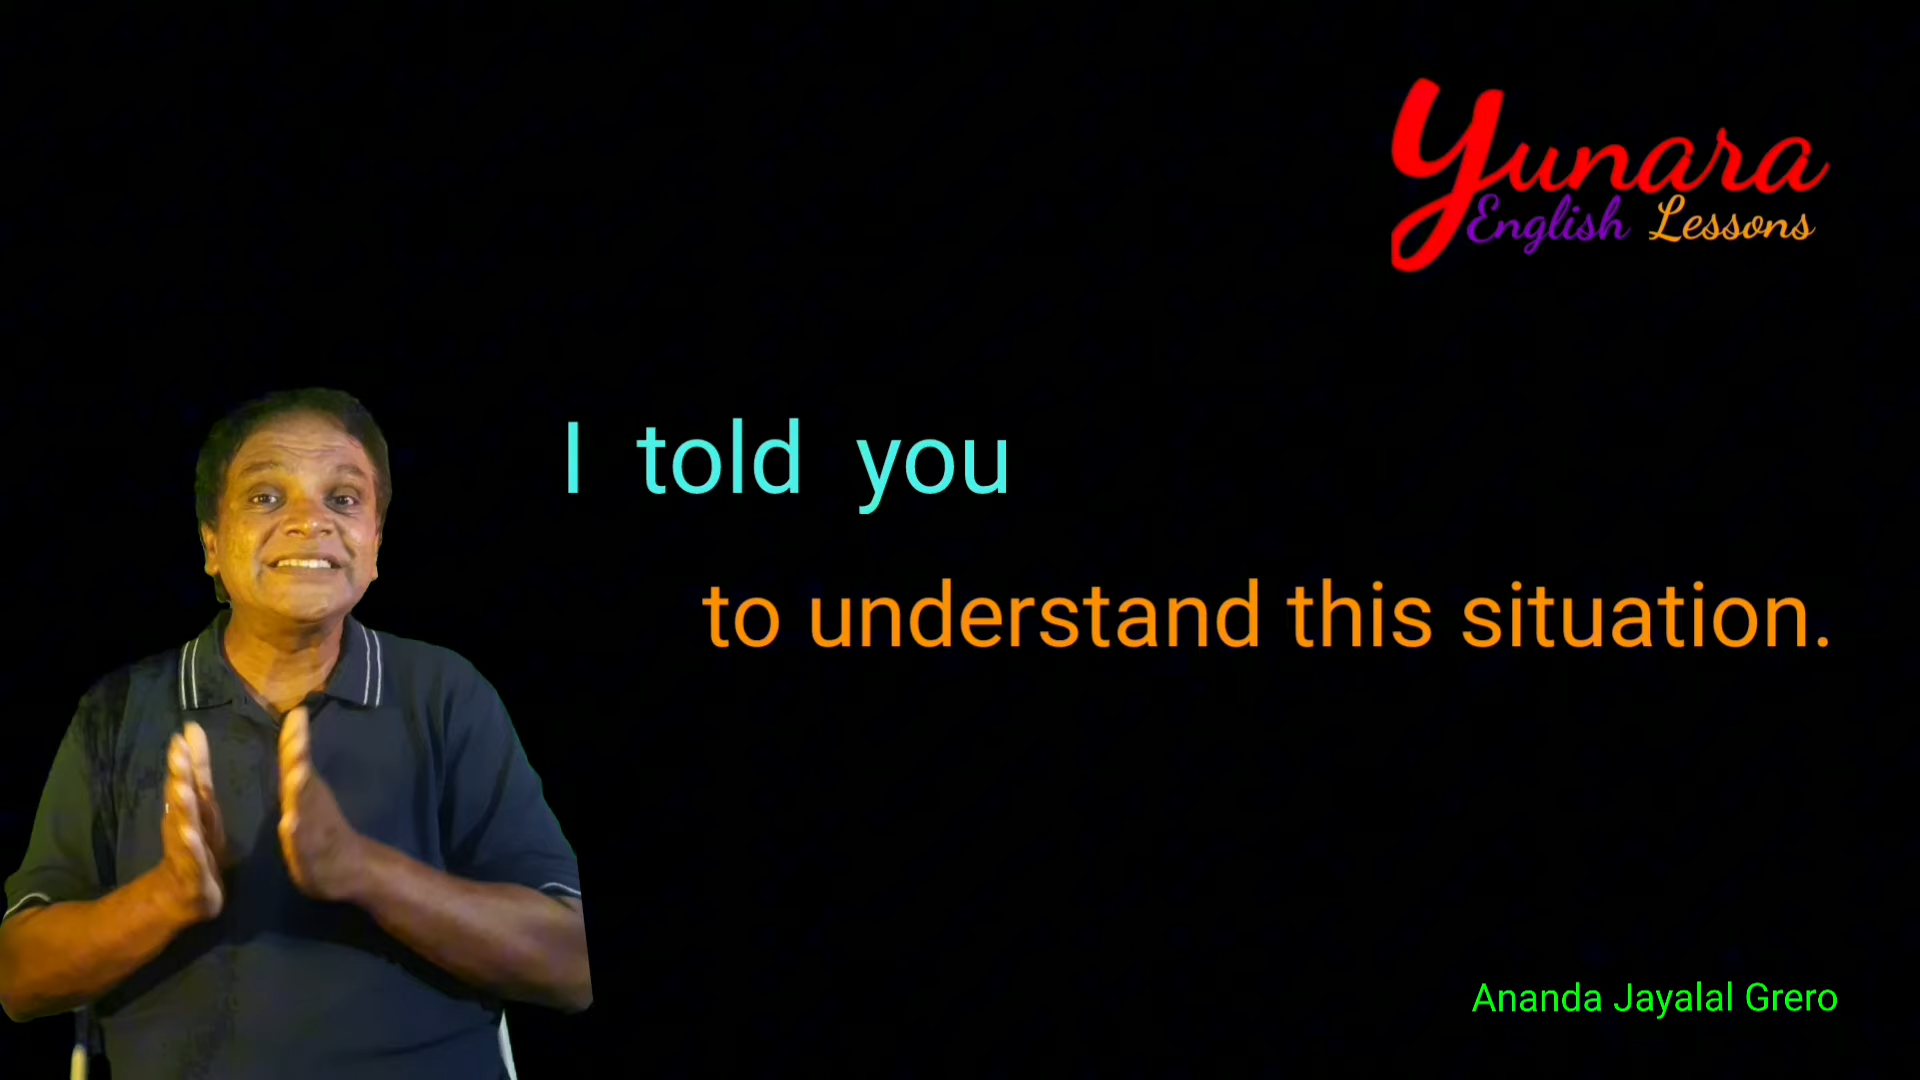 Yunara
English Lessons
I told you
to understand this situation.
Ananda Jayalal Grero